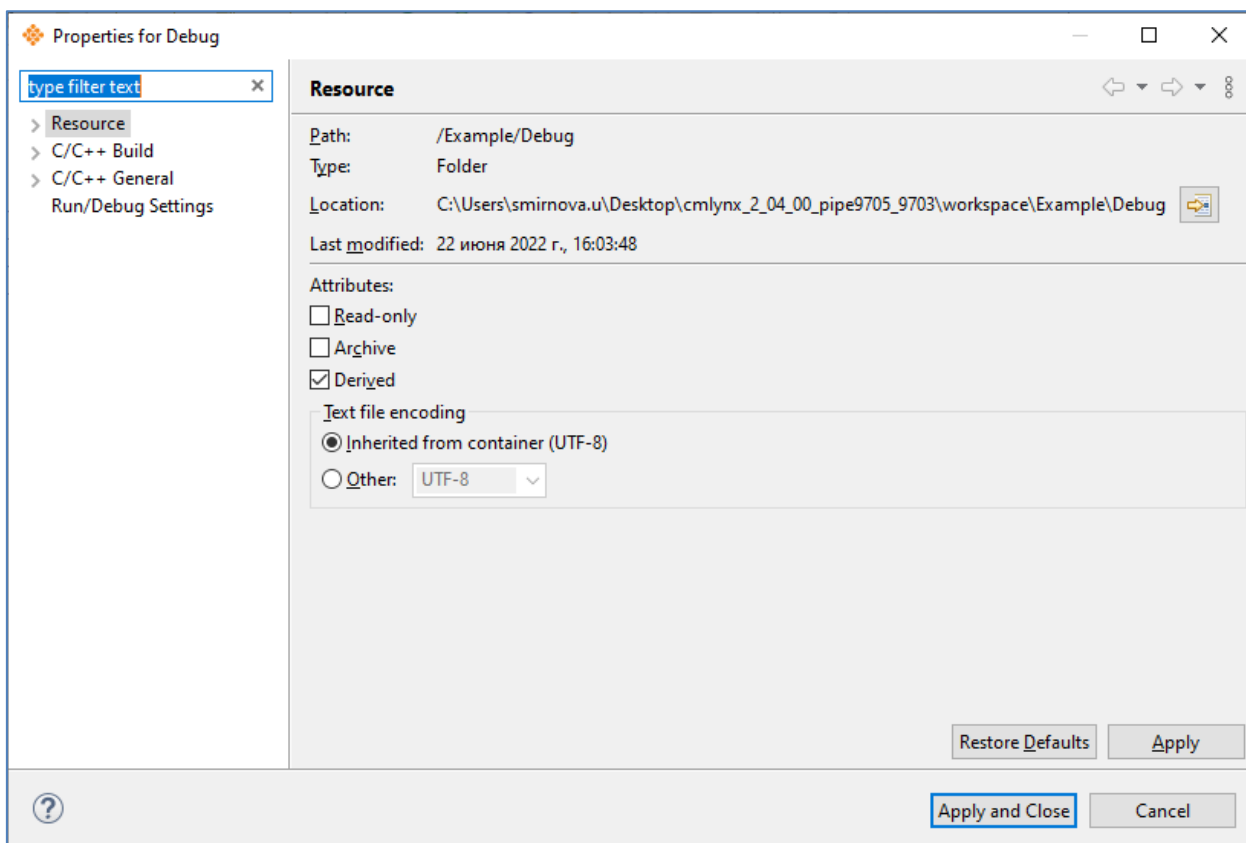 Properties for Debug
type filter text
Resource
C/C++ Build
C/C++ General
Run/Debug Settings
Resource
Path: /Example/Debug
Type: Folder
Location: C:\Users\smirnova.u\Desktop\cmlynx_2_04_00_pipe9705_9703\workspace\Example\Debug
Last modified: 22 июня 2022 г., 16:03:48
Attributes:
Read-only
Archive
Derived
Text file encoding
Inherited from container (UTF-8)
Other: UTF-8
Restore Defaults Apply
? Apply and Close Cancel